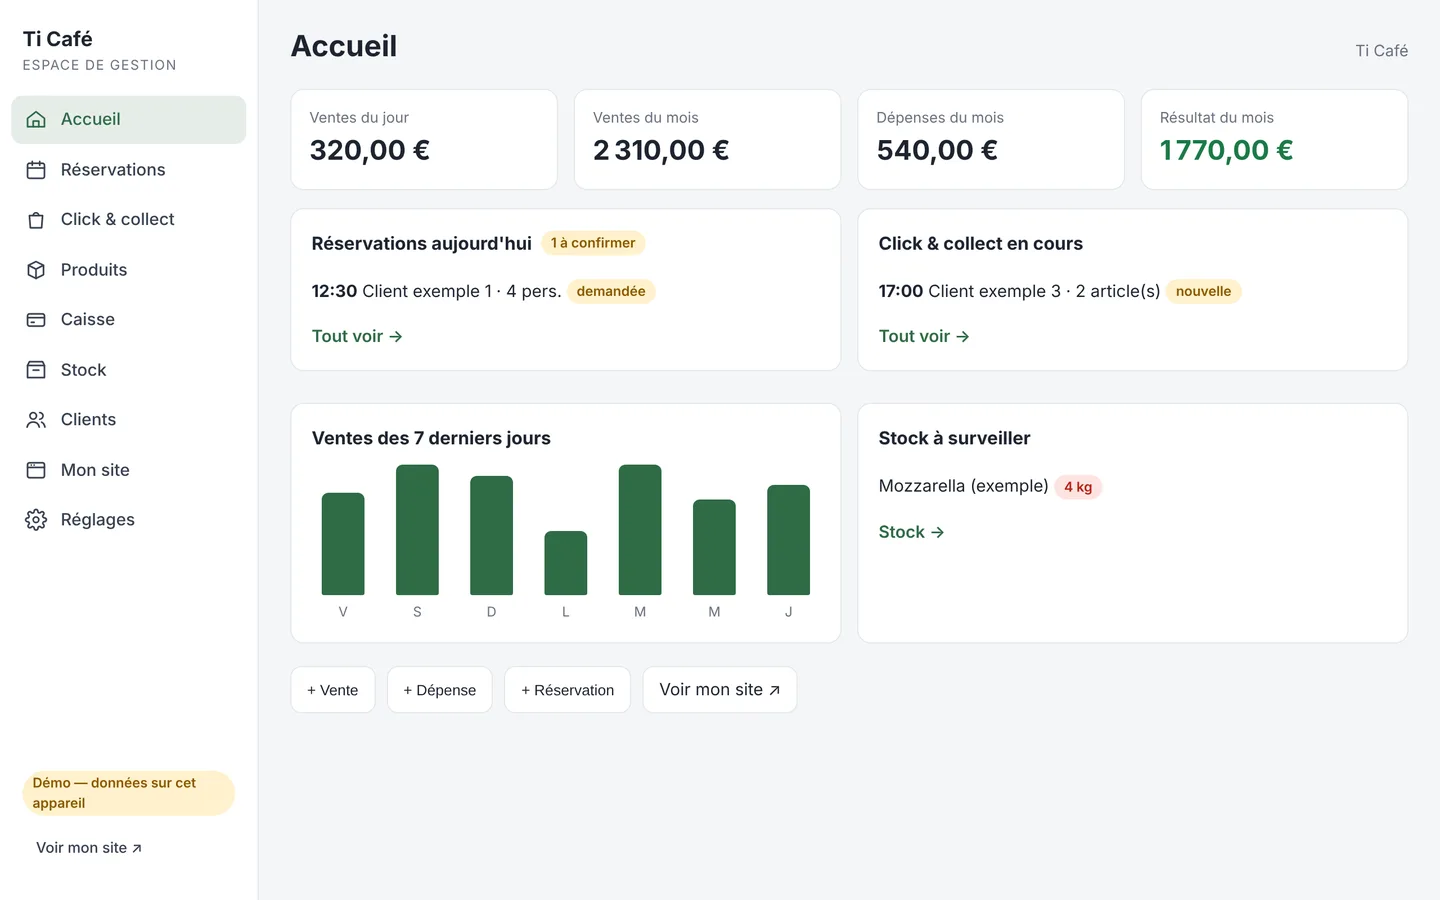 Ti Café
ESPACE DE GESTION
Accueil
Réservations
Click & collect
Produits
Caisse
Stock
Clients
Mon site
Réglages
Démo — données sur cet
appareil
Voir mon site ↗
Accueil
Ti Café
Ventes du jour
320,00 €
Ventes du mois
2 310,00 €
Dépenses du mois
540,00 €
Résultat du mois
1 770,00 €
Réservations aujourd'hui 1 à confirmer
12:30 Client exemple 1 · 4 pers. demandée
Tout voir →
Click & collect en cours
17:00 Client exemple 3 · 2 article(s) nouvelle
Tout voir →
Ventes des 7 derniers jours
V S D L M M J
Stock à surveiller
Mozzarella (exemple) 4 kg
Stock →
+ Vente
+ Dépense
+ Réservation
Voir mon site ↗